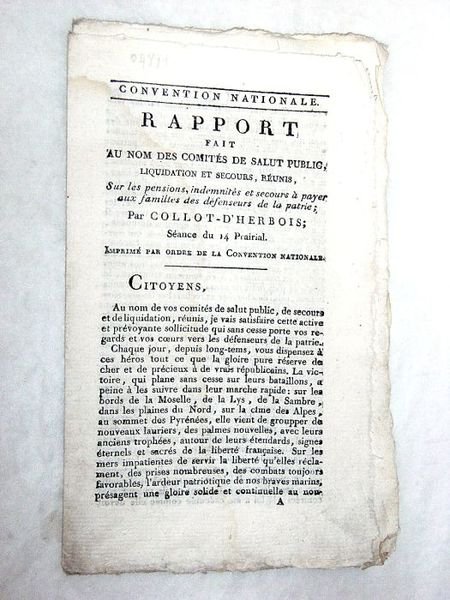 CONVENTION NATIONALE.
RAPPORT
FAIT
AU NOM DES COMITÉS DE SALUT PUBLIC,
LIQUIDATION ET SECOURS, RÉUNIS,
Sur les pensions, indemnités et secours à payer
aux familles des défenseurs de la patrie;
Par COLLOT-D'HERBOIS;
Séance du 14 Prairial.
IMPRIMÉ PAR ORDRE DE LA CONVENTION NATIONALE.
CITOYENS,
Au nom de vos comités de salut public, de secours
et de liquidation, réunis, je vais satisfaire cette active
et prévoyante sollicitude qui sans cesse porte vos re-
gards et vos cœurs vers les défenseurs de la patrie.
Chaque jour, depuis long-tems, vous dispensez à
ces héros tout ce que la gloire pure réserve de
cher et de précieux à de vrais républicains. La vic-
toire, qui plane sans cesse sur leurs bataillons, a
peine à les suivre dans leur marche rapide: sur les
bords de la Moselle, de la Lys, de la Sambre,
dans les plaines du Nord, sur la cime des Alpes,
au sommet des Pyrénées, elle vient de groupper de
nouveaux lauriers, des palmes nouvelles, avec leurs
anciens trophées, autour de leurs étendards, signes
éternels et sacrés de la liberté française. Sur les
mers impatientes de servir la liberté qu'elles récla-
ment, des prises nombreuses, des combats toujours
favorables, l'ardeur patriotique de nos braves marins,
présagent une gloire solide et continuelle au nom-
A